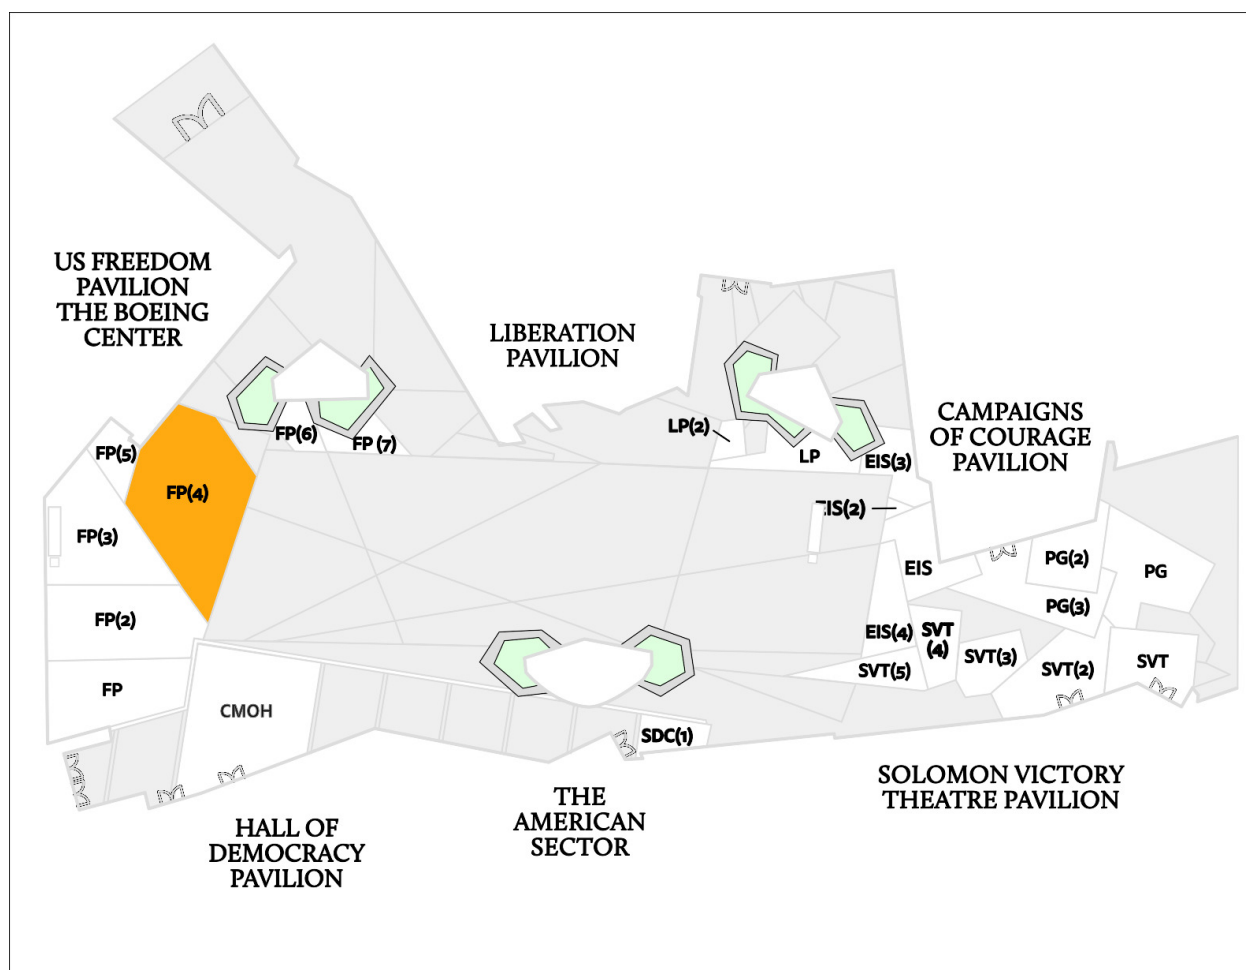 US FREEDOM
PAVILION
THE BOEING
CENTER
LIBERATION
PAVILION
CAMPAIGNS
OF COURAGE
PAVILION
FP(6)
FP (7)
LP(2)
LP
EIS(3)
FP(5)
FP(4)
EIS(2)
FP(3)
EIS
PG(2)
PG
PG(3)
FP(2)
EIS(4)
SVT
(4)
SVT(3)
SVT(5)
SVT(2)
SVT
FP
CMOH
SDC(1)
SOLOMON VICTORY
THEATRE PAVILION
THE
AMERICAN
SECTOR
HALL OF
DEMOCRACY
PAVILION